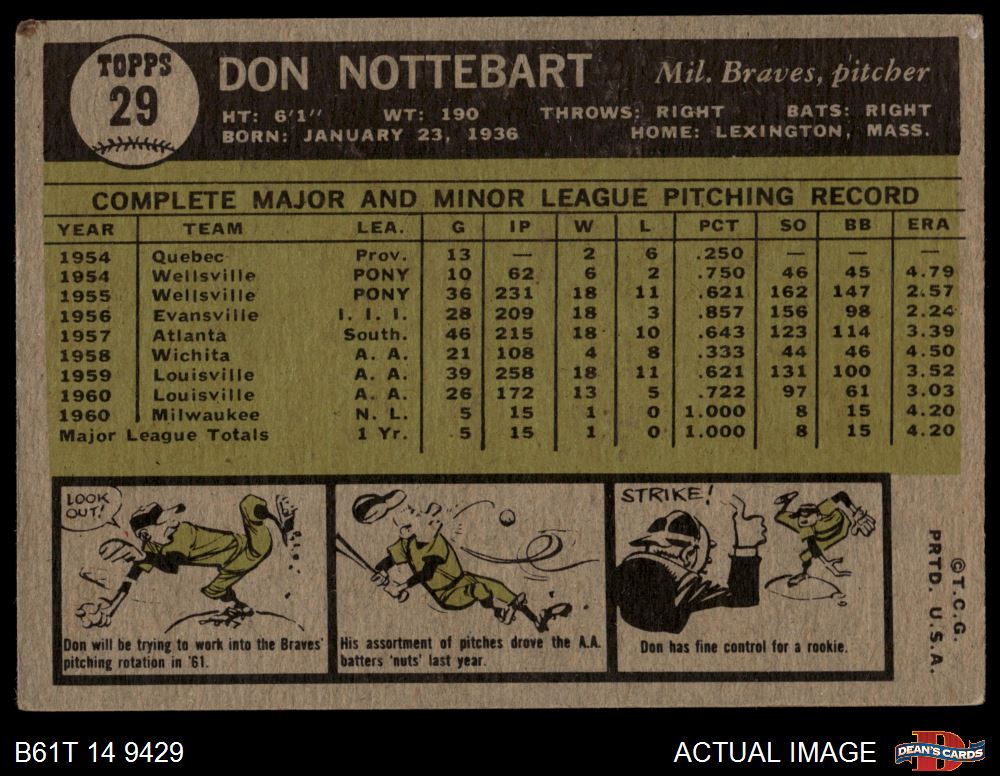 TOPPS
29
DON NOTTEBART Mil. Braves, pitcher
HT: 6'1" WT: 190 THROWS: RIGHT BATS: RIGHT
BORN: JANUARY 23, 1936 HOME: LEXINGTON, MASS.
COMPLETE MAJOR AND MINOR LEAGUE PITCHING RECORD
YEAR TEAM LEA. G IP W L PCT SO BB ERA
1954 Quebec Prov. 13 — 2 6 .250 — — —
1954 Wellsville PONY 10 62 6 2 .750 46 45 4.79
1955 Wellsville PONY 36 231 18 11 .621 162 147 2.57
1956 Evansville I. I. I. 28 209 18 3 .857 156 98 2.24
1957 Atlanta South. 46 215 18 10 .643 123 114 3.39
1958 Wichita A. A. 21 108 4 8 .333 44 46 4.50
1959 Louisville A. A. 39 258 18 11 .621 131 100 3.52
1960 Louisville A. A. 26 172 13 5 .722 97 61 3.03
1960 Milwaukee N. L. 5 15 1 0 1.000 8 15 4.20
Major League Totals 1 Yr. 5 15 1 0 1.000 8 15 4.20
LOOK
OUT!
Don will be trying to work into the Braves'
pitching rotation in '61.
His assortment of pitches drove the A.A.
batters 'nuts' last year.
STRIKE!
Don has fine control for a rookie.
©T.C.G.
PRTD. U.S.A.
B61T 14 9429
ACTUAL IMAGE
D
DEAN'S CARDS